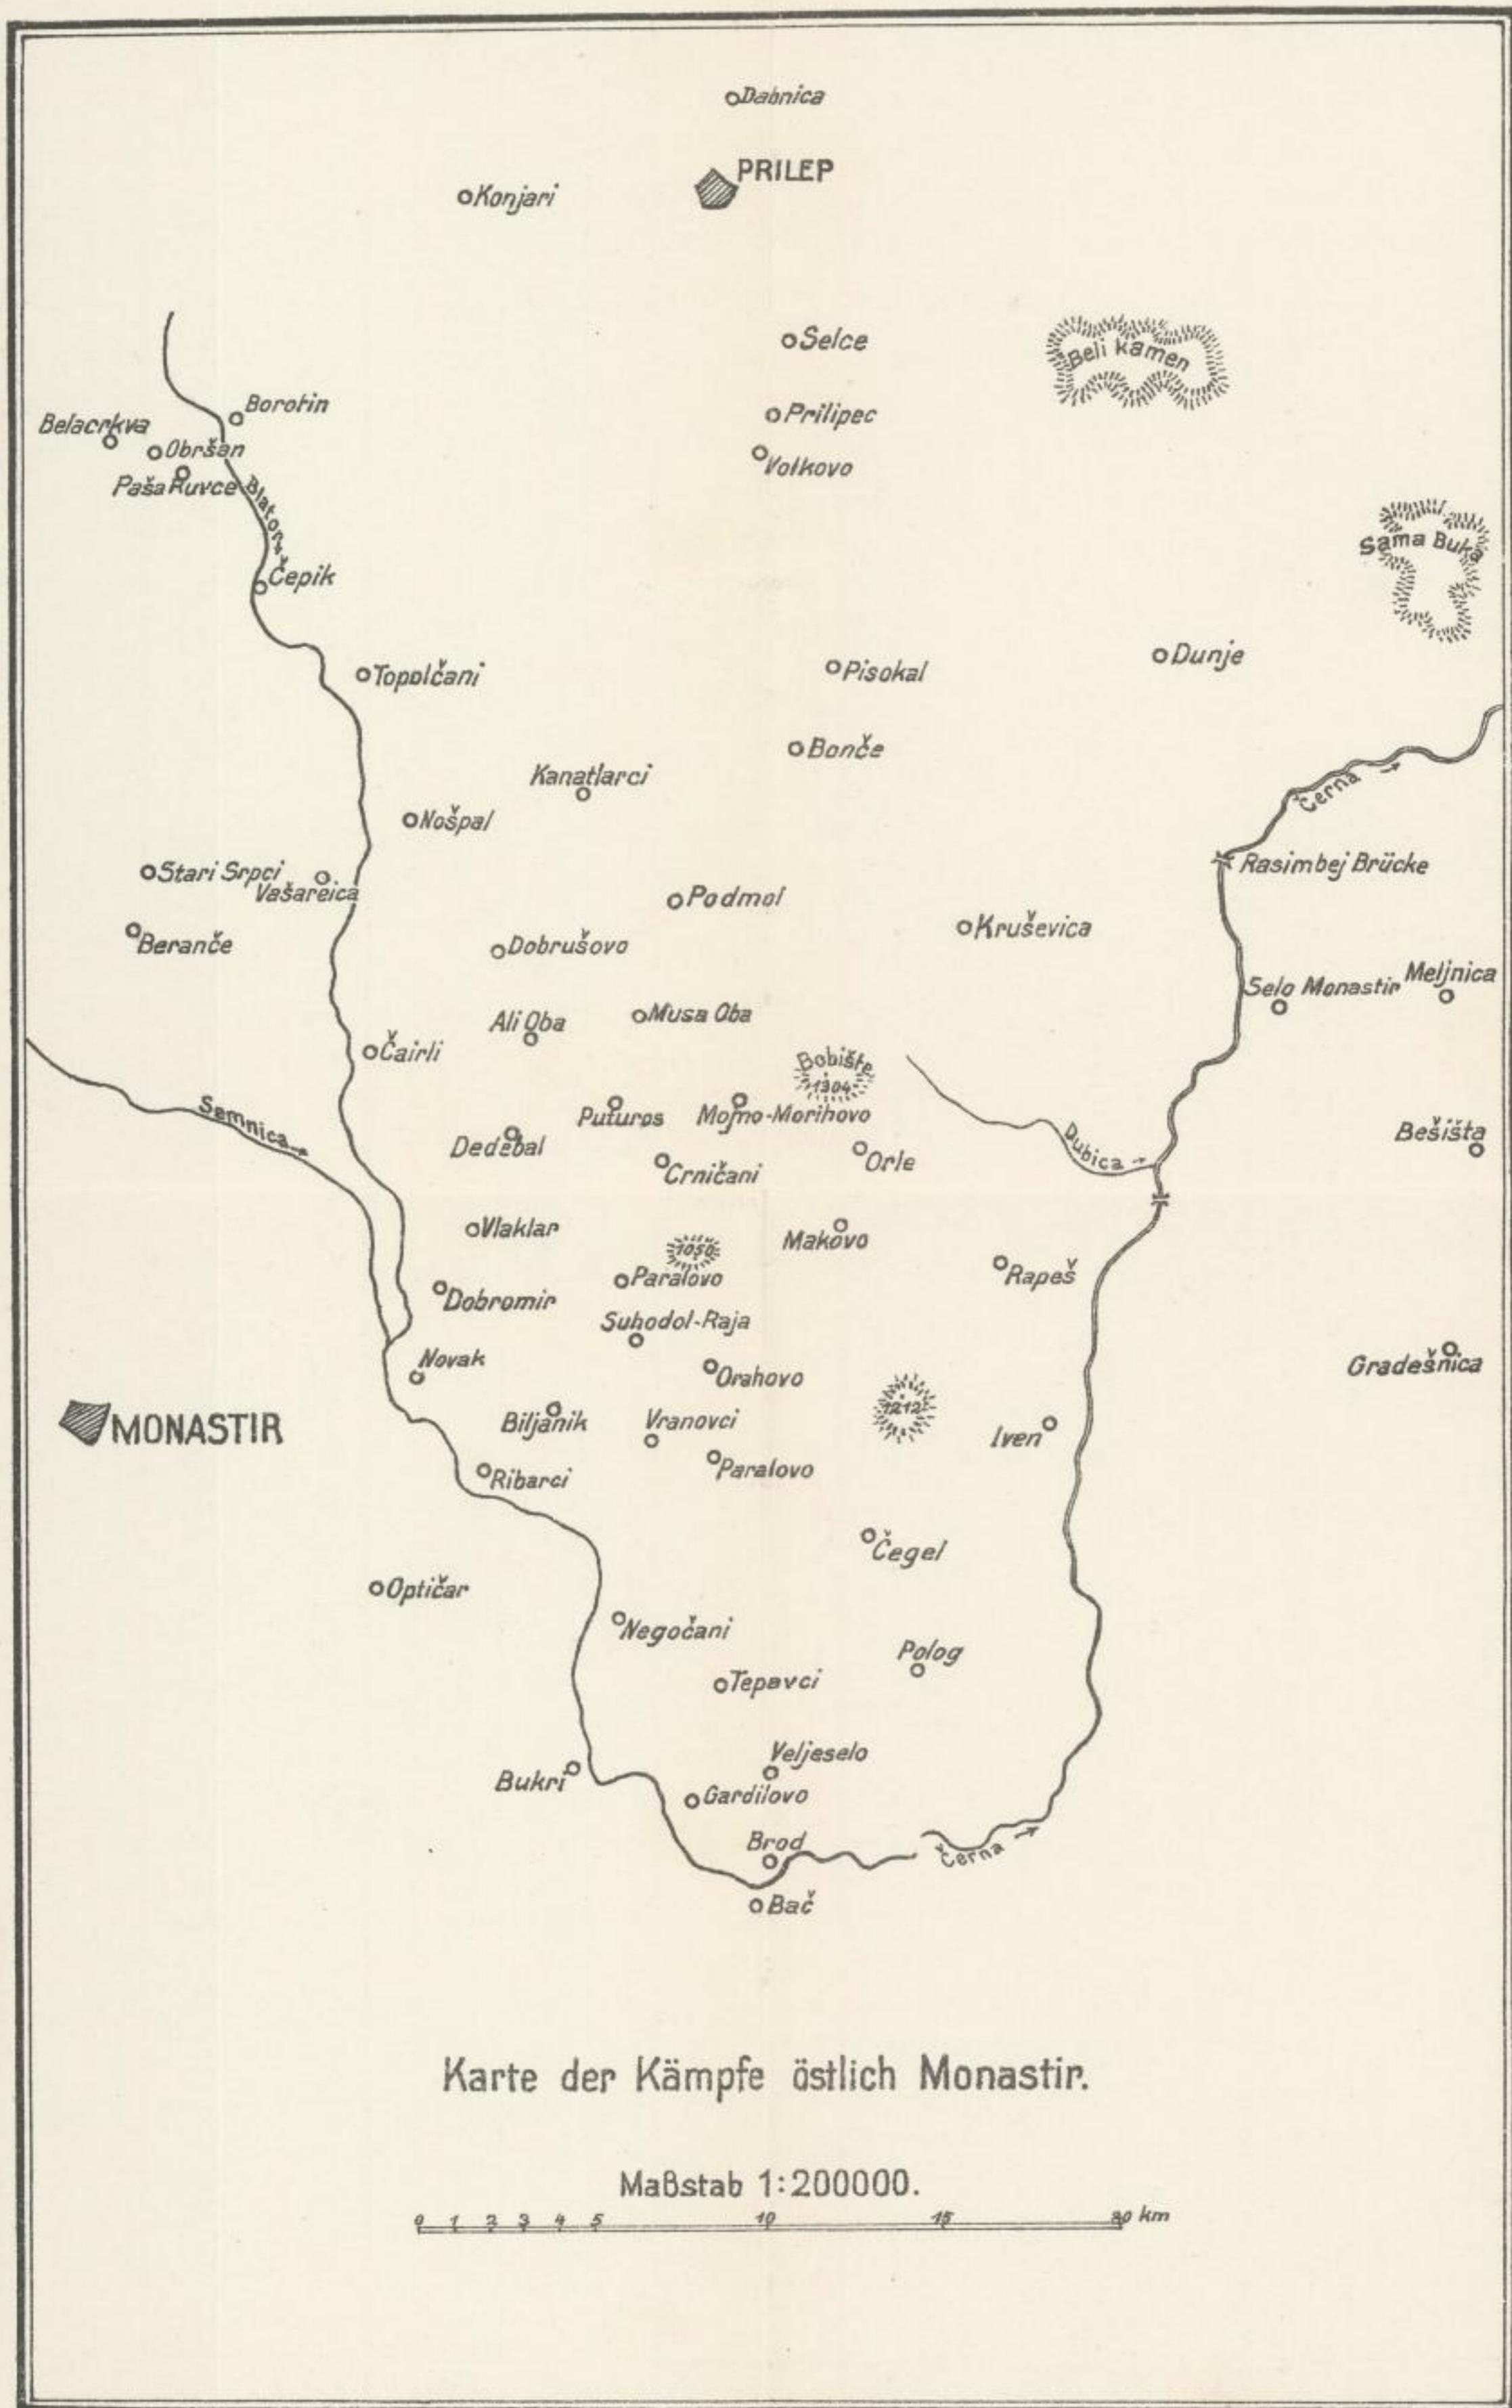 Dabnica
PRILEP
Konjari
Selce
Beli kamen
Prilipec
Volkovo
Borotin
Belacrkva
Obršan
Paša Ruvce
Blato
Čepik
Sama Buka
Topolčani
Pisokal
Dunje
Bonče
Kanatlarci
Nošpal
Černa
Rasimbej Brücke
Stari Srpci
Vašareica
Podmol
Kruševica
Beranče
Dobrušovo
Meljnica
Selo Monastir
Ali Oba
Musa Oba
Čairli
Bobište
1304
Semnica
Puturos
Mojno-Morihovo
Dedebal
Crničani
Orle
Dubica
Bešišta
Vlaklar
1050
Makovo
Paralovo
Rapeš
Dobromir
Suhodol-Raja
Novak
Orahovo
Gradešnica
MONASTIR
Biljanik
Vranovci
1212
Iven
Ribarci
Paralovo
Čegel
Optičar
Negočani
Polog
Tepavci
Veljeselo
Bukri
Gardilovo
Brod
Černa
Bač
Karte der Kämpfe östlich Monastir.
Maßstab 1:200000.
0 1 2 3 4 5 10 15 20 km